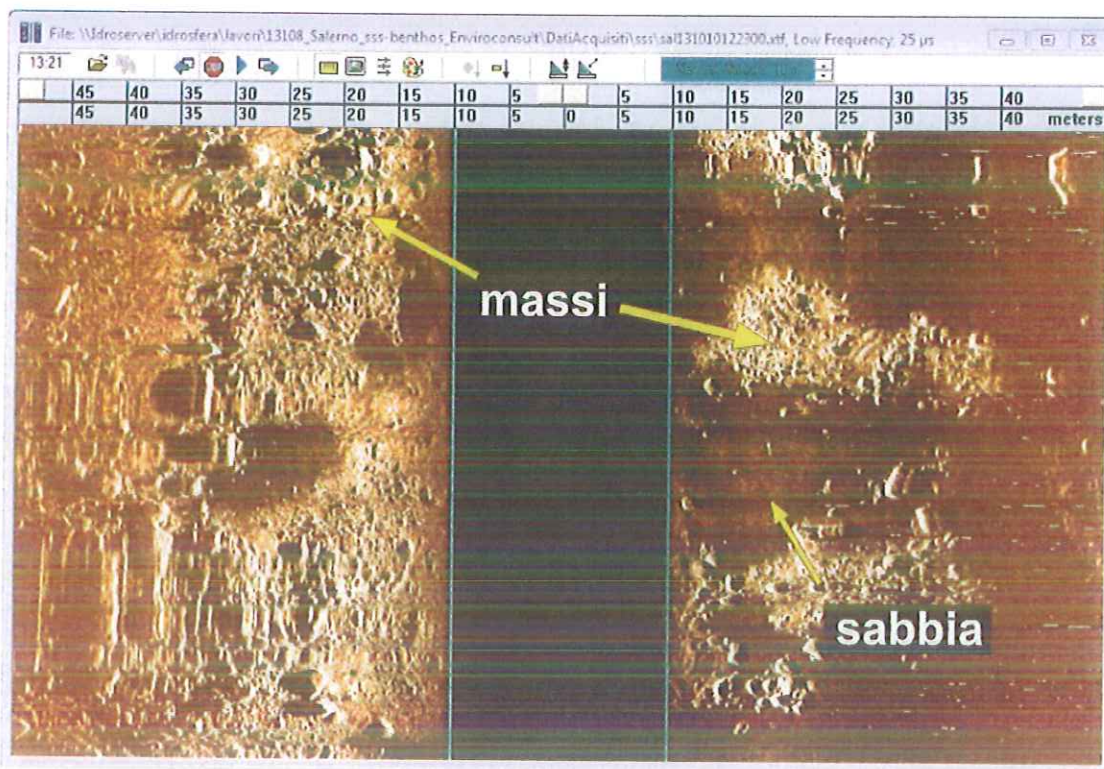 File: \\Idroserver\idrosfera\lavori\13108_Salerno_sss-benthos_Enviroconsult\DatiAcquisiti\sss\sal131010122300.xtf, Low Frequency: 25 µs
13:21
45 40 35 30 25 20 15 10 5 5 10 15 20 25 30 35 40
45 40 35 30 25 20 15 10 5 0 5 10 15 20 25 30 35 40 meters
massi
sabbia